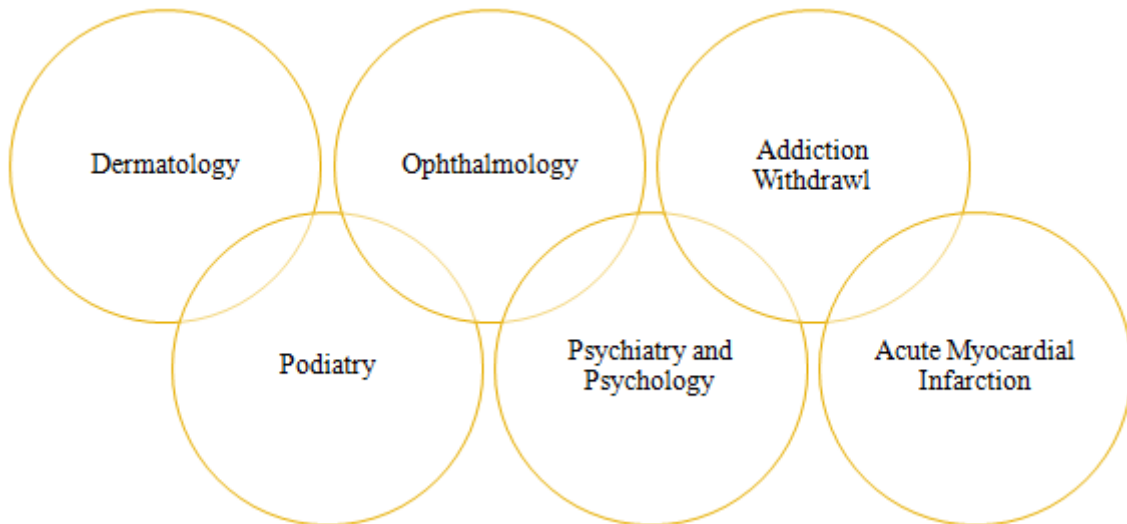 Dermatology
Ophthalmology
Addiction
Withdrawl
Podiatry
Psychiatry and
Psychology
Acute Myocardial
Infarction